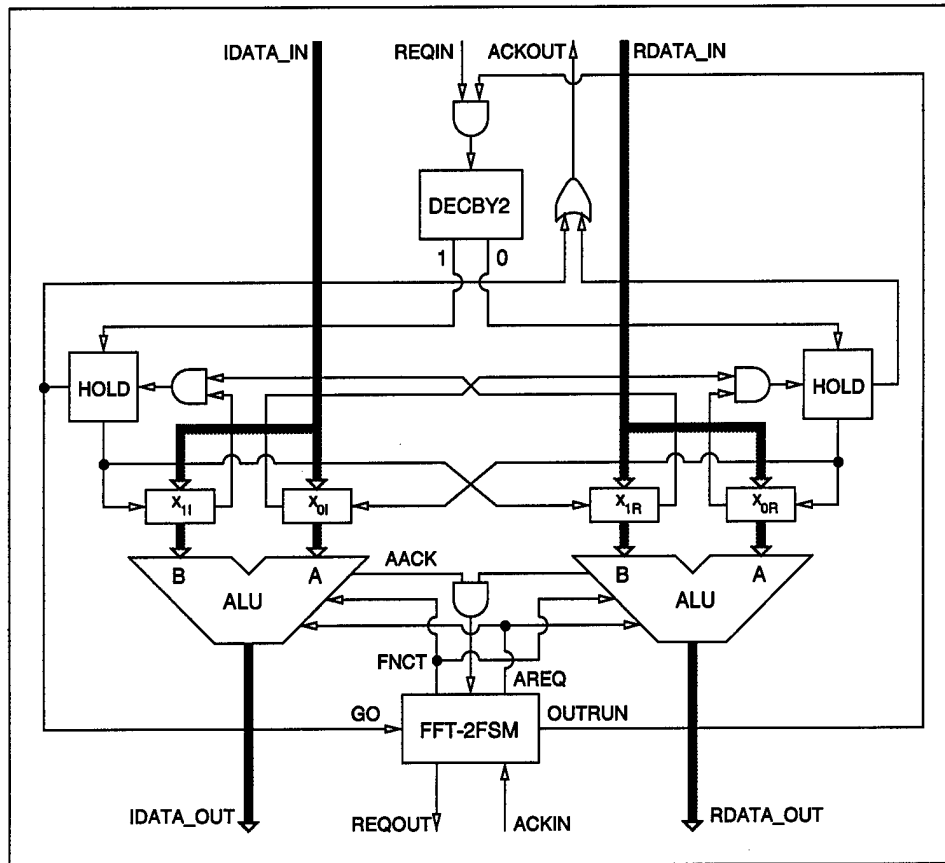 IDATA_IN REQIN ACKOUT RDATA_IN
DECBY2
1 0
HOLD HOLD
X1I X0I X1R X0R
B A AACK B A
ALU ALU
FNCT AREQ
GO FFT-2FSM OUTRUN
IDATA_OUT REQOUT ACKIN RDATA_OUT